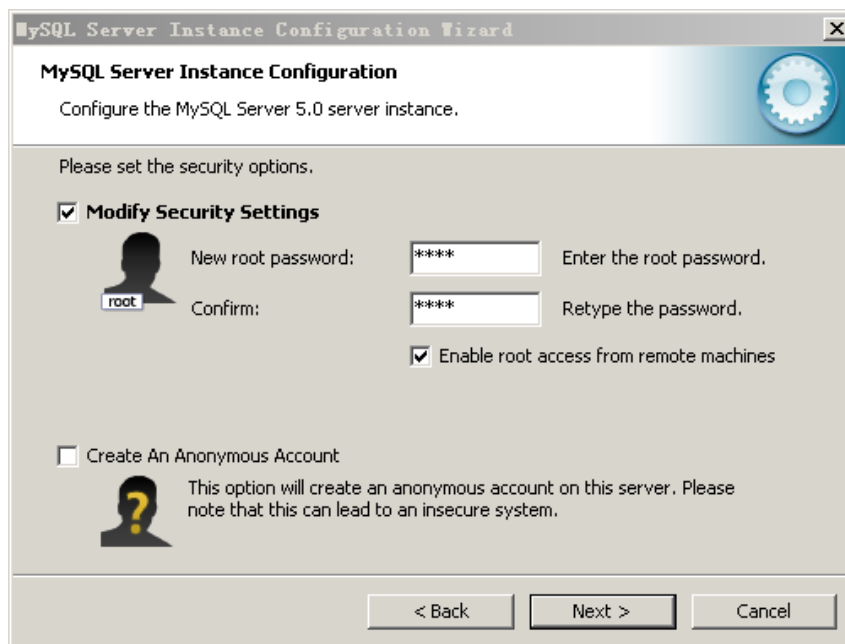 MySQL Server Instance Configuration Wizard
MySQL Server Instance Configuration
Configure the MySQL Server 5.0 server instance.
Please set the security options.
Modify Security Settings
New root password: **** Enter the root password.
root
Confirm: **** Retype the password.
Enable root access from remote machines
Create An Anonymous Account
This option will create an anonymous account on this server. Please
note that this can lead to an insecure system.
?
< Back Next > Cancel